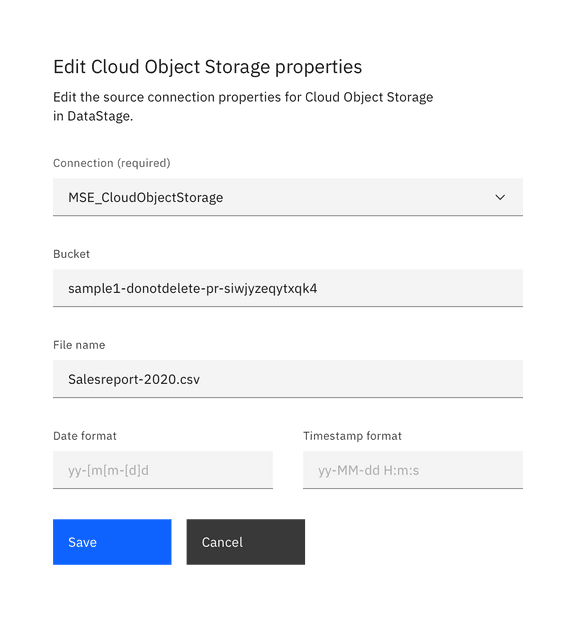 Edit Cloud Object Storage properties
Edit the source connection properties for Cloud Object Storage
in DataStage.
Connection (required)
MSE_CloudObjectStorage
Bucket
sample1-donotdelete-pr-siwjyzeqytxqk4
File name
Salesreport-2020.csv
Date format
Timestamp format
yy-[m[m-[d]d
yy-MM-dd H:m:s
Save
Cancel